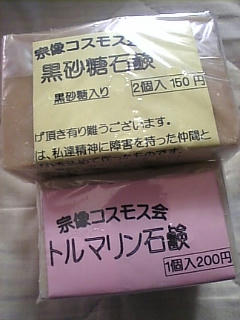 宗像コスモス会
黒砂糖石鹸
黒砂糖入り 2個入 150円
げ頂き有り難うございます。
は、私達精神に障害を持った仲間と
宗像コスモス会
トルマリン石鹸
1個入200円